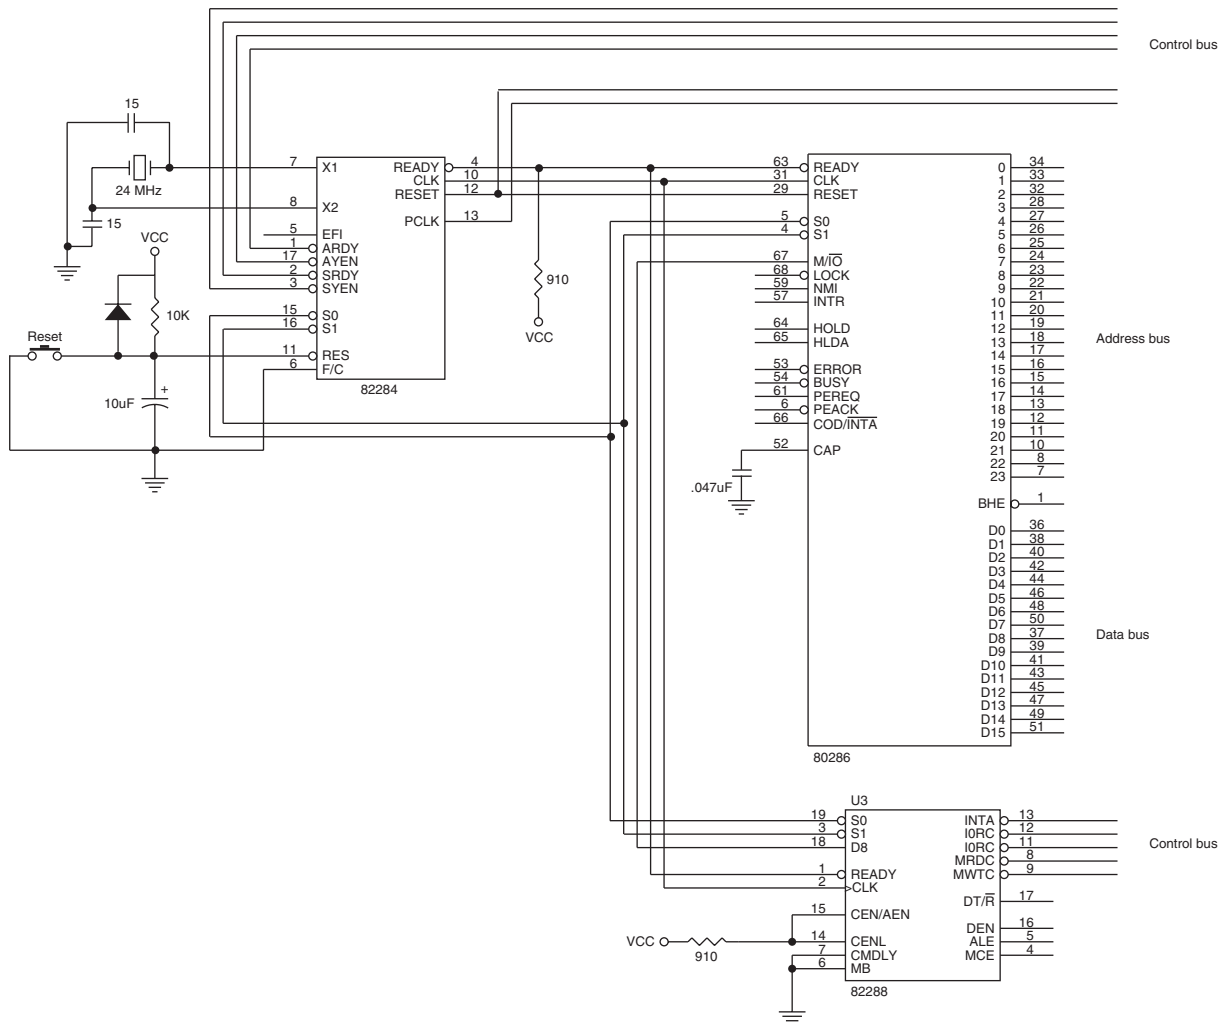 Control bus
15
24 MHz
15
VCC
10K
Reset
10uF
+
7 X1
8 X2
5 EFI
1 ARDY
17 AYEN
2 SRDY
3 SYEN
15 S0
16 S1
11 RES
6 F/C
READY 4
CLK 10
RESET 12
PCLK 13
82284
910
VCC
63 READY
31 CLK
29 RESET
5 S0
4 S1
67 M/IO
68 LOCK
59 NMI
57 INTR
64 HOLD
65 HLDA
53 ERROR
54 BUSY
61 PEREQ
6 PEACK
66 COD/INTA
52 CAP
.047uF
0 34
1 33
2 32
3 28
4 27
5 26
6 25
7 24
8 23
9 22
10 21
11 20
12 19
13 18
14 17
15 16
16 15
17 14
18 13
19 12
20 11
21 10
22 8
23 7
Address bus
BHE 1
D0 36
D1 38
D2 40
D3 42
D4 44
D5 46
D6 48
D7 50
D8 37
D9 39
D10 41
D11 43
D12 45
D13 47
D14 49
D15 51
Data bus
80286
U3
19 S0
3 S1
18 D8
1 READY
2 CLK
15 CEN/AEN
14 CENL
7 CMDLY
6 MB
VCC
910
INTA 13
I0RC 12
I0RC 11
MRDC 8
MWTC 9
DT/R 17
DEN 16
ALE 5
MCE 4
Control bus
82288